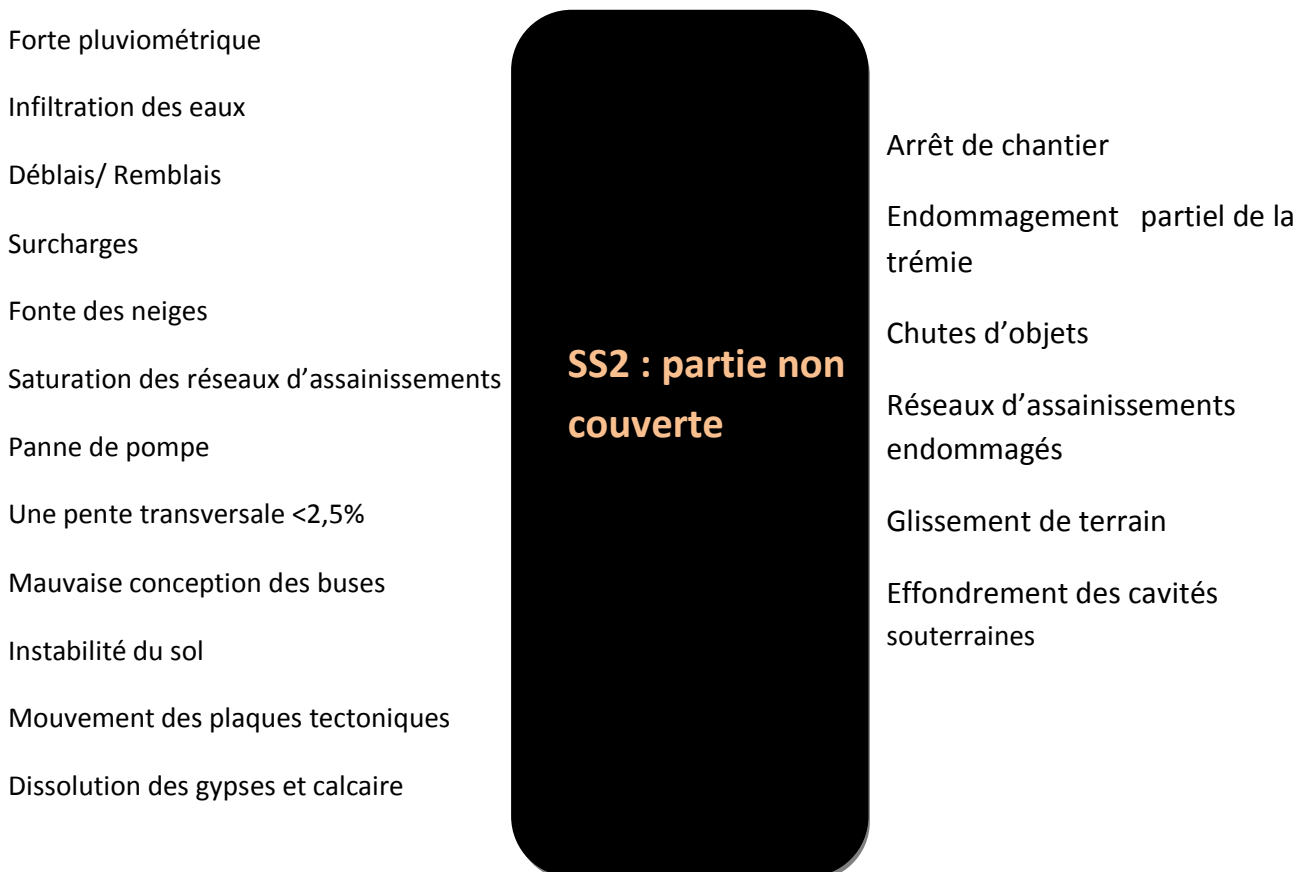 Forte pluviométrique
Infiltration des eaux
Déblais/ Remblais
Surcharges
Fonte des neiges
Saturation des réseaux d’assainissements
Panne de pompe
Une pente transversale <2,5%
Mauvaise conception des buses
Instabilité du sol
Mouvement des plaques tectoniques
Dissolution des gypses et calcaire
SS2 : partie non
couverte
Arrêt de chantier
Endommagement partiel de la
trémie
Chutes d’objets
Réseaux d’assainissements
endommagés
Glissement de terrain
Effondrement des cavités
souterraines